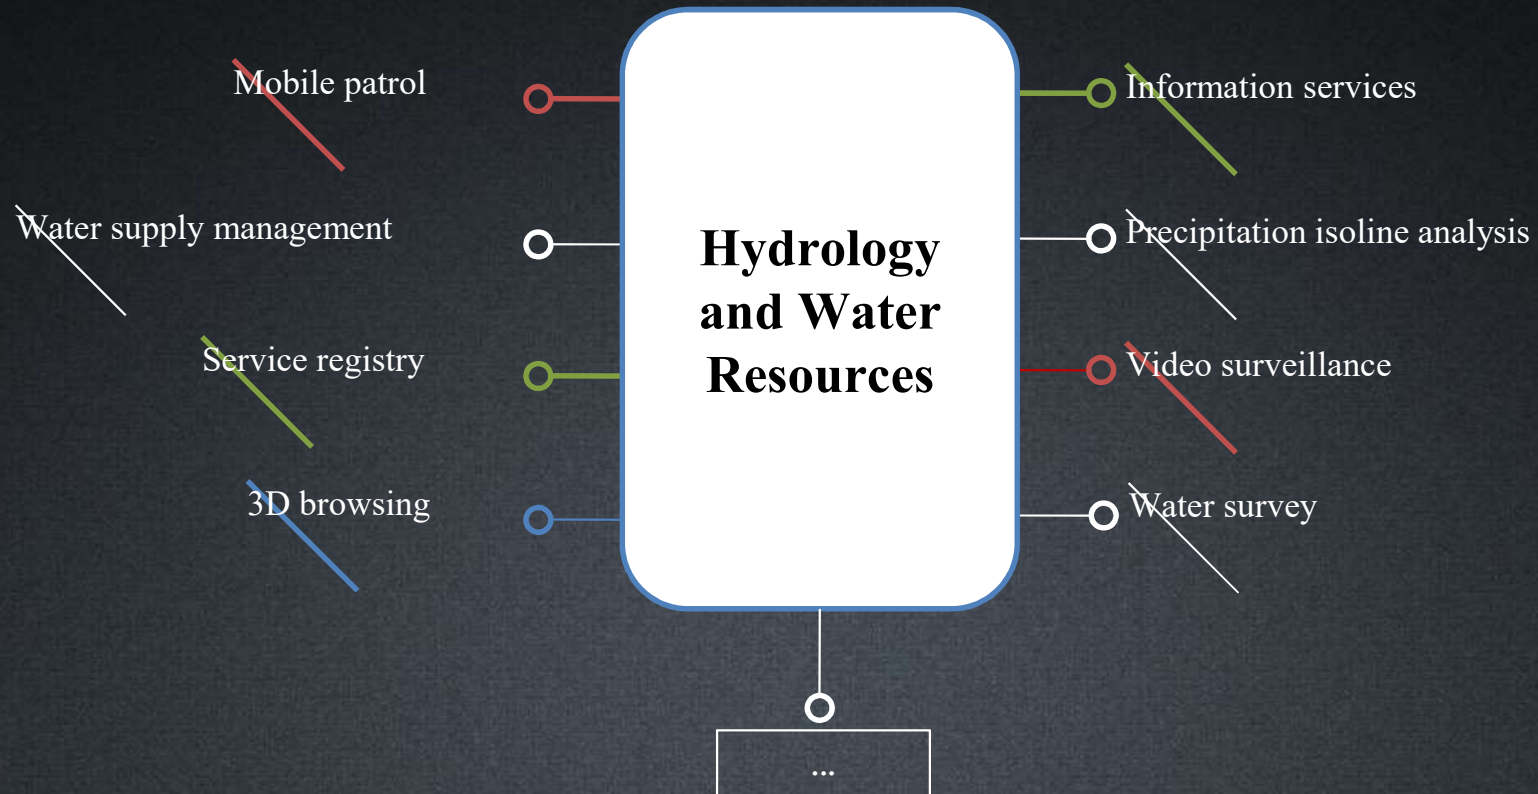 Mobile patrol
Water supply management
Service registry
3D browsing
Hydrology
and Water
Resources
Information services
Precipitation isoline analysis
Video surveillance
Water survey
...